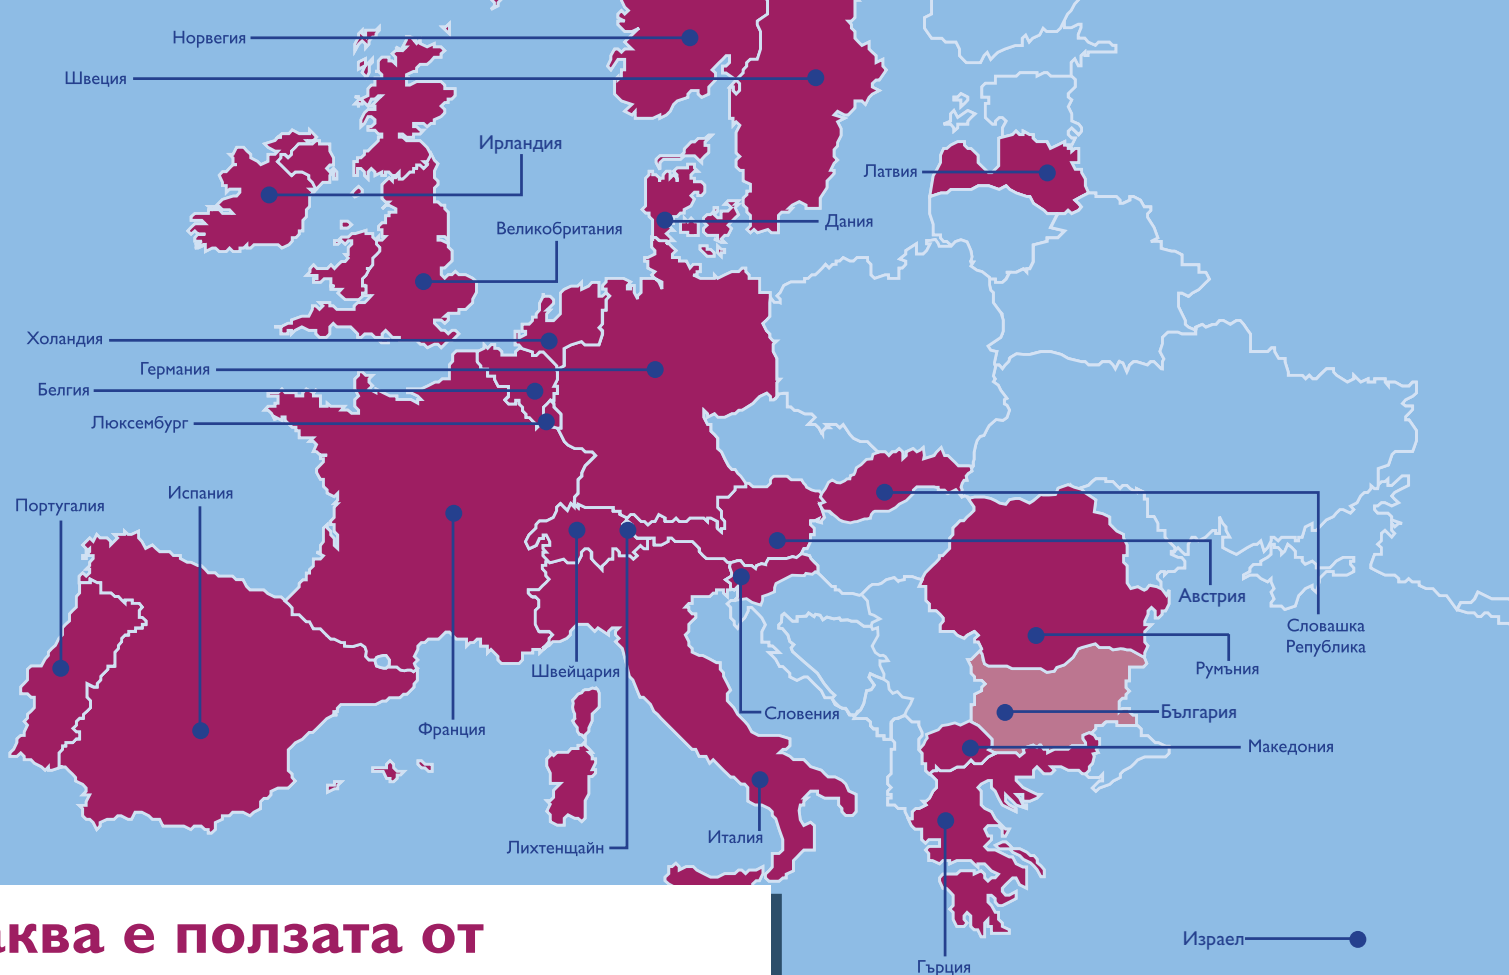 Норвегия
Швеция
Ирландия
Латвия
Дания
Великобритания
Холандия
Германия
Белгия
Люксембург
Испания
Португалия
Австрия
Словашка
Република
Румъния
Швейцария
България
Словения
Франция
Македония
Италия
Лихтенщайн
аква е ползата от
Израел
Гърция